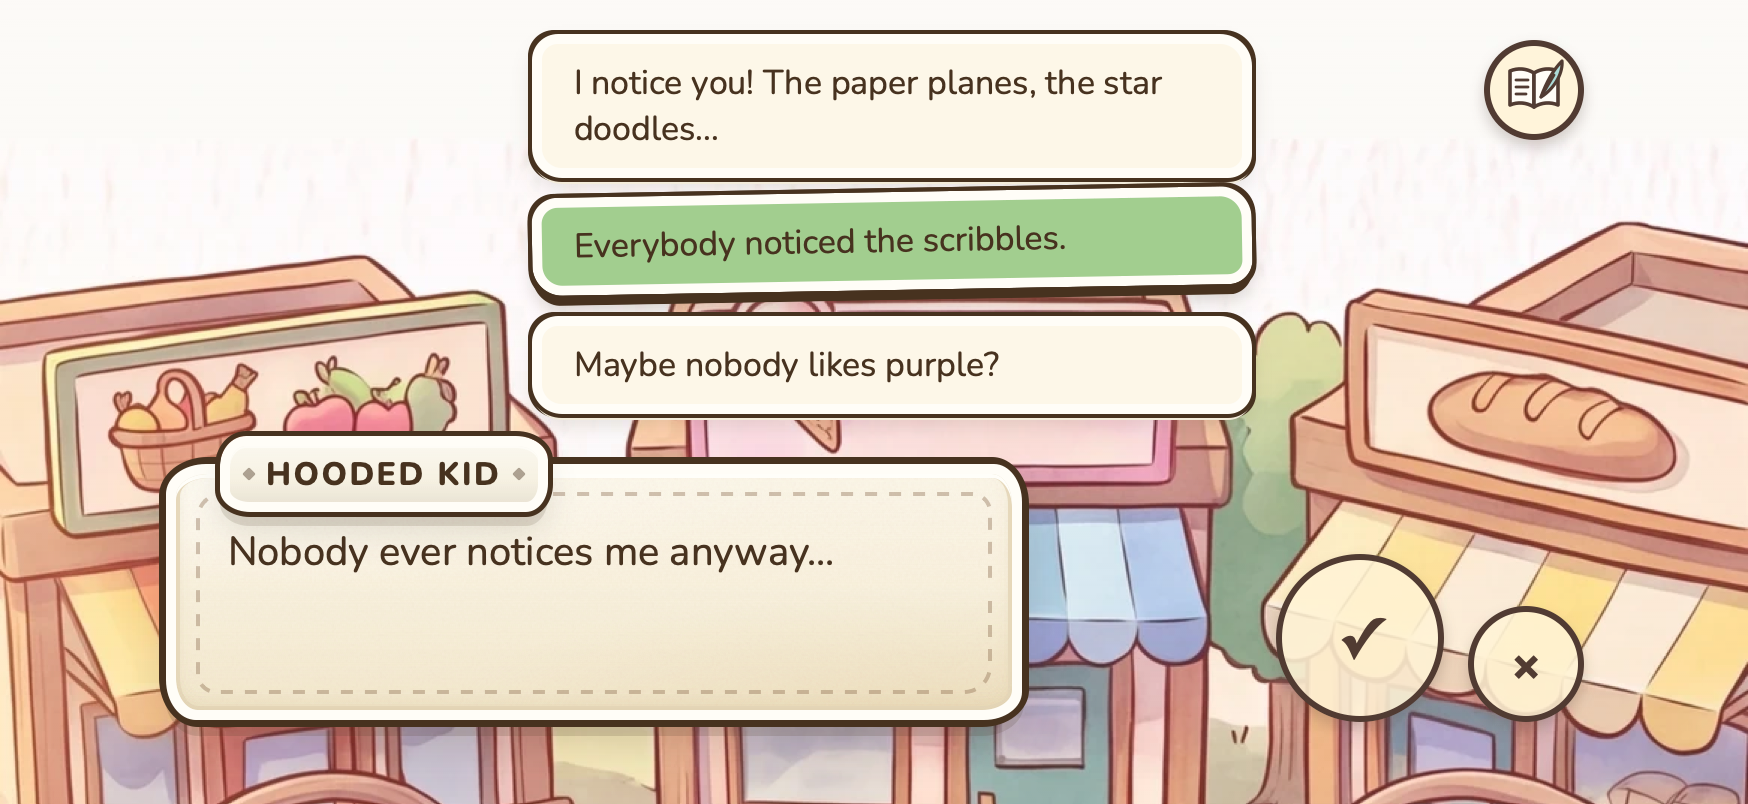 I notice you! The paper planes, the star
doodles...
Everybody noticed the scribbles.
Maybe nobody likes purple?
HOODED KID
Nobody ever notices me anyway...